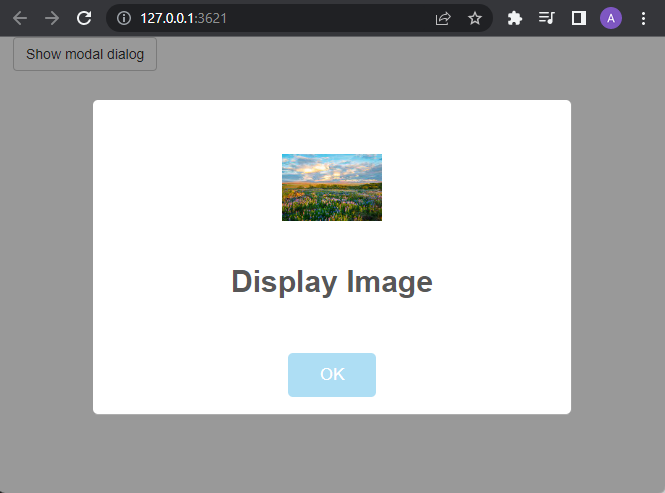 127.0.0.1:3621
A
Show modal dialog
Display Image
OK